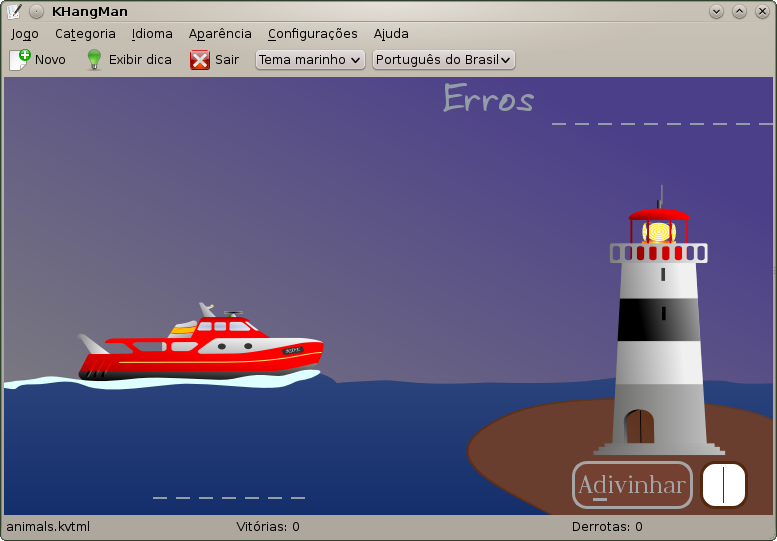 KHangMan
Jogo Categoria Idioma Aparência Configurações Ajuda
Novo Exibir dica Sair Tema marinho Português do Brasil
Erros
_ _ _ _ _ _ _ _ _ _
Adivinhar
_ _ _ _ _ _ _
animals.kvtml Vitórias: 0 Derrotas: 0